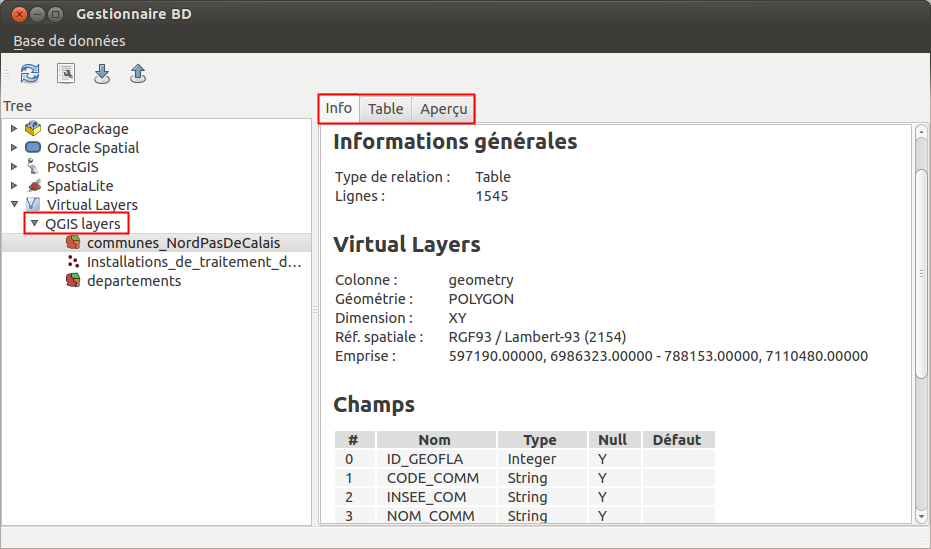 Gestionnaire BD
Base de données
Tree
GeoPackage
Oracle Spatial
PostGIS
SpatiaLite
Virtual Layers
QGIS layers
communes_NordPasDeCalais
Installations_de_traitement_d...
departements
Info Table Aperçu
Informations générales
Type de relation : Table
Lignes : 1545
Virtual Layers
Colonne : geometry
Géométrie : POLYGON
Dimension : XY
Réf. spatiale : RGF93 / Lambert-93 (2154)
Emprise : 597190.00000, 6986323.00000 - 788153.00000, 7110480.00000
Champs
# Nom Type Null Défaut
0 ID_GEOFLA Integer Y
1 CODE_COMM String Y
2 INSEE_COM String Y
3 NOM_COMM String Y